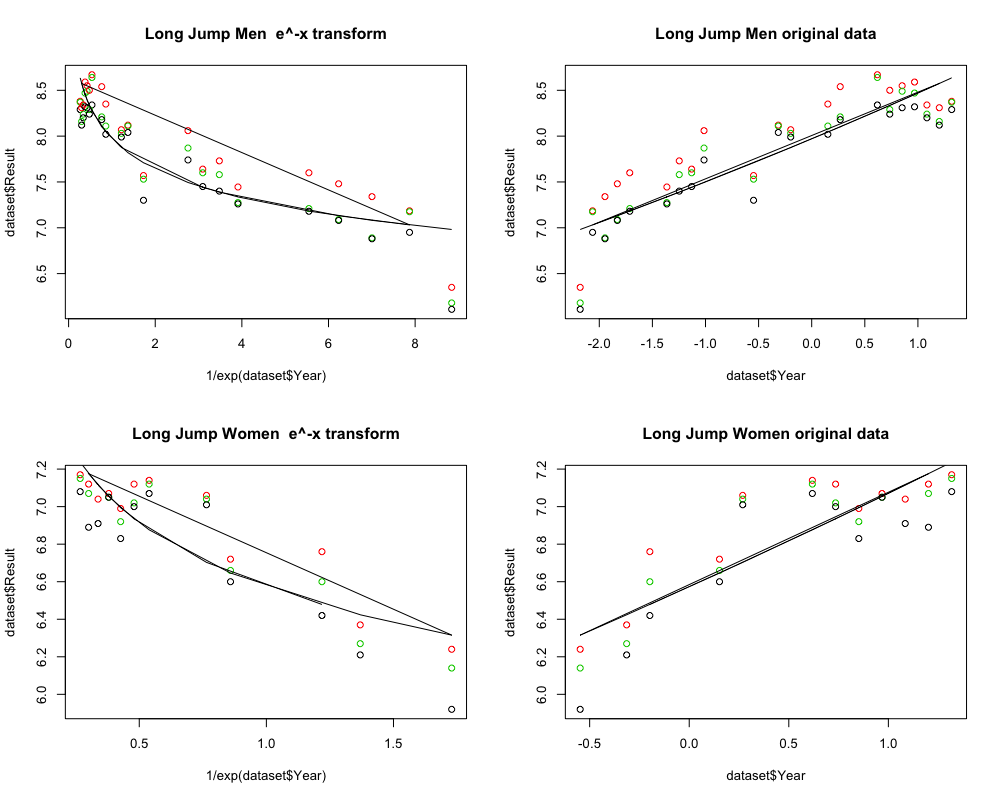 Long Jump Men  e^-x transform
dataset$Result
8.5
8.0
7.5
7.0
6.5
0 2 4 6 8
1/exp(dataset$Year)
Long Jump Men original data
dataset$Result
8.5
8.0
7.5
7.0
6.5
-2.0 -1.5 -1.0 -0.5 0.0 0.5 1.0
dataset$Year
Long Jump Women  e^-x transform
dataset$Result
7.2
7.0
6.8
6.6
6.4
6.2
6.0
0.5 1.0 1.5
1/exp(dataset$Year)
Long Jump Women original data
dataset$Result
7.2
7.0
6.8
6.6
6.4
6.2
6.0
-0.5 0.0 0.5 1.0
dataset$Year